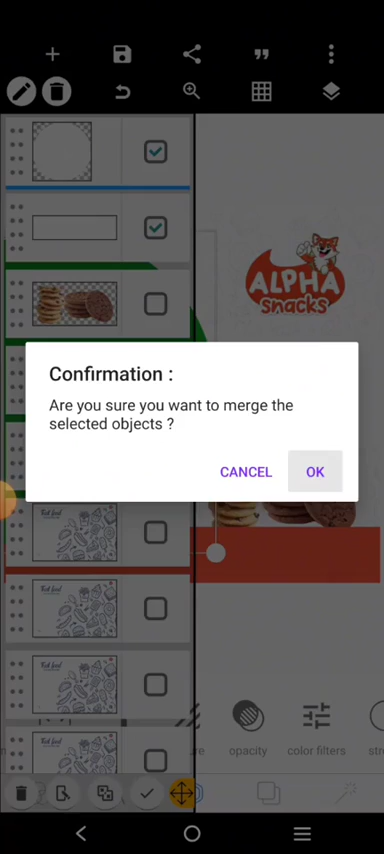 ALPHA
snacks
Confirmation :
Are you sure you want to merge the
selected objects ?
CANCEL
OK
opacity
color filters